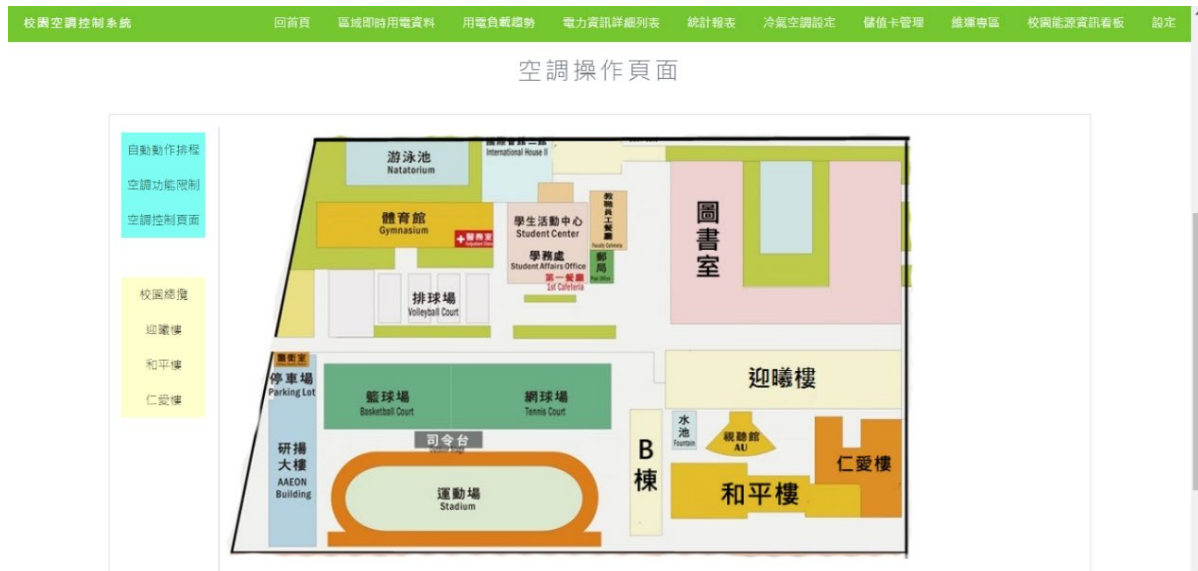 校園空調控制系統
回首頁
區域即時用電資料
用電負載趨勢
電力資訊詳細列表
統計報表
冷氣空調設定
儲值卡管理
維運專區
校園能源資訊看板
設定
空調操作頁面
自動動作排程
空調功能限制
空調控制頁面
校園總攬
迎曦樓
和平樓
仁愛樓
游泳池
Natatorium
International House II
體育館
Gymnasium
醫務室
學生活動中心
Student Center
學務處
Student Affairs Office
第一餐廳
1st Cafeteria
教職員工餐廳
Faculty Cafeteria
郵局
Post Office
圖書室
排球場
Volleyball Court
警衛室
停車場
Parking Lot
籃球場
Basketball Court
網球場
Tennis Court
司令台
研揚
大樓
AAEON
Building
運動場
Stadium
B
棟
水池
Fountain
視聽館
AU
迎曦樓
和平樓
仁愛樓